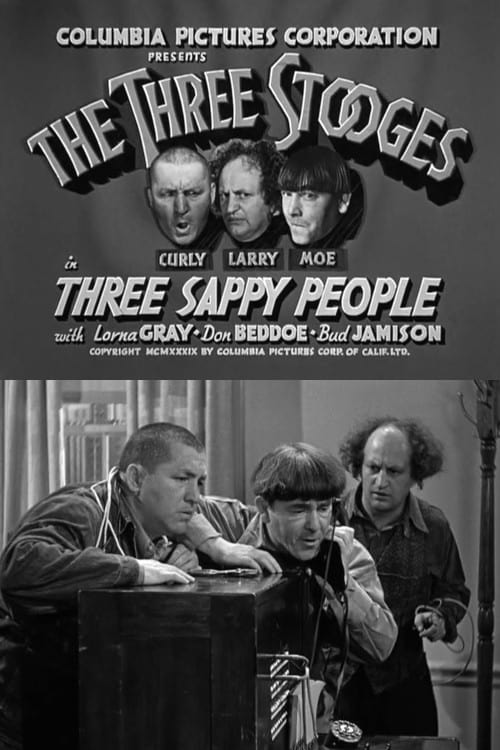 COLUMBIA PICTURES CORPORATION
PRESENTS
THE THREE STOOGES
CURLY LARRY MOE
in
THREE SAPPY PEOPLE
with Lorna GRAY • Don BEDDOE • Bud JAMISON
COPYRIGHT MCMXXXIX BY COLUMBIA PICTURES CORP. OF CALIF. LTD.